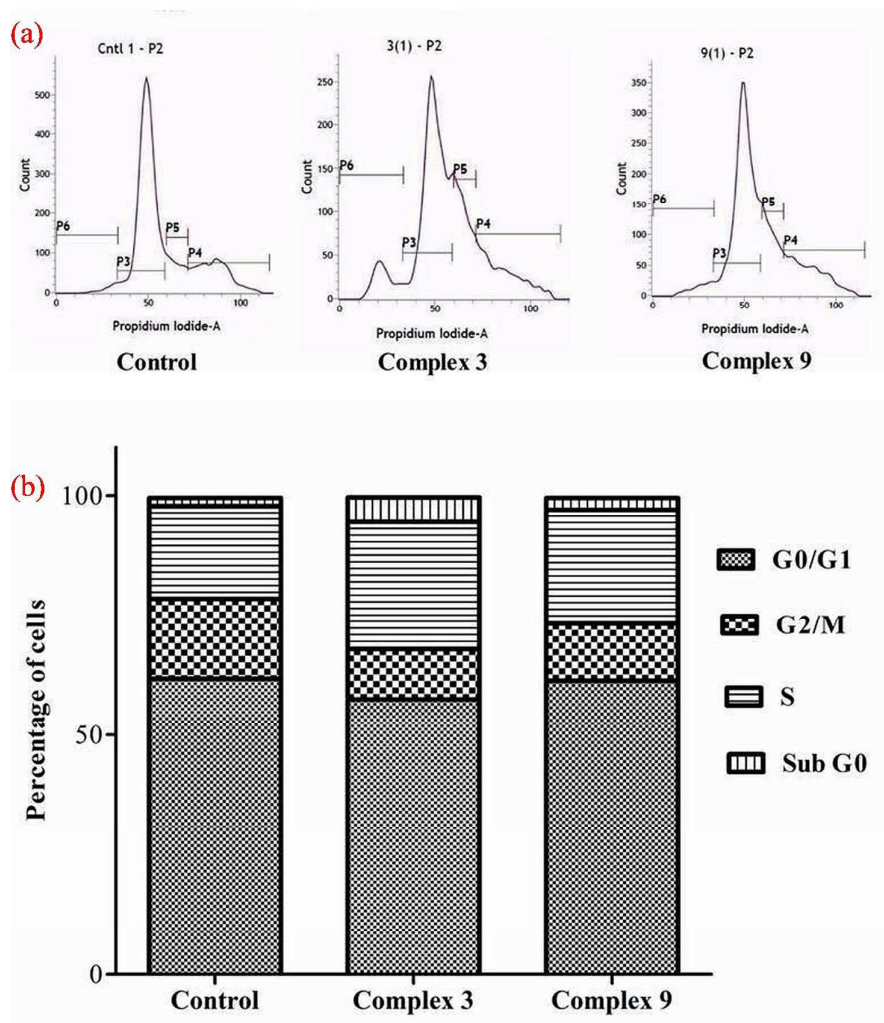 (a)
Cntl 1 - P2
Count
500
400
300
200
100
0
P6
P5
P3
P4
0
50
100
Propidium Iodide-A
Control
3(1) - P2
Count
250
200
150
100
50
0
P6
P5
P3
P4
0
50
100
Propidium Iodide-A
Complex 3
9(1) - P2
Count
350
300
250
200
150
100
50
0
P6
P5
P3
P4
0
50
100
Propidium Iodide-A
Complex 9
(b)
Percentage of cells
100
50
0
Control
Complex 3
Complex 9
G0/G1
G2/M
S
Sub G0